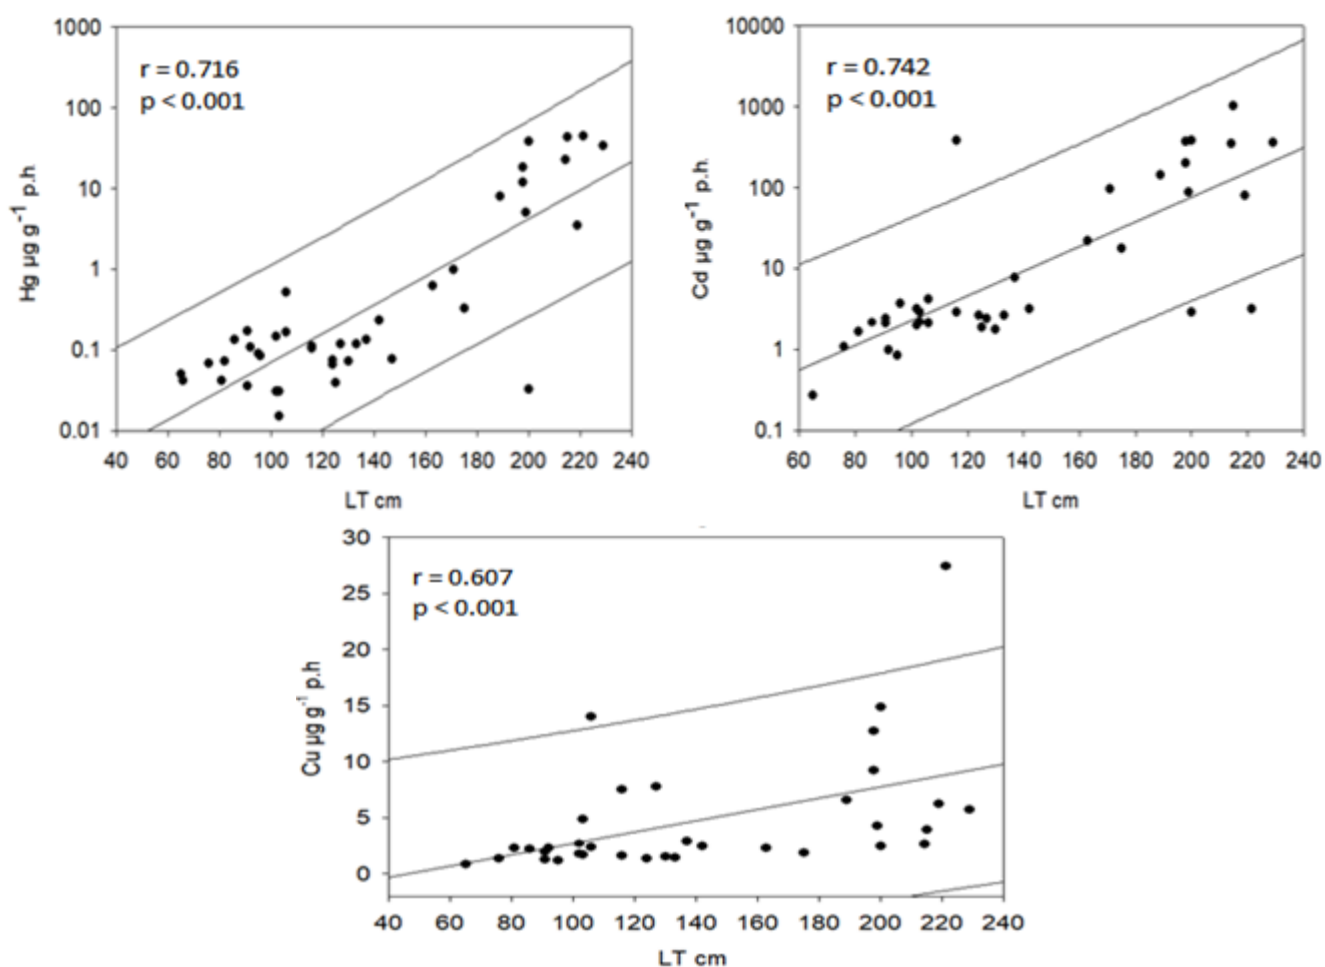 r = 0.716
p < 0.001
Hg µg g⁻¹ p.h.
1000
100
10
1
0.1
0.01
40 60 80 100 120 140 160 180 200 220 240
LT cm
r = 0.742
p < 0.001
Cd µg g⁻¹ p.h.
10000
1000
100
10
1
0.1
60 80 100 120 140 160 180 200 220 240
LT cm
r = 0.607
p < 0.001
Cu µg g⁻¹ p.h
30
25
20
15
10
5
0
40 60 80 100 120 140 160 180 200 220 240
LT cm